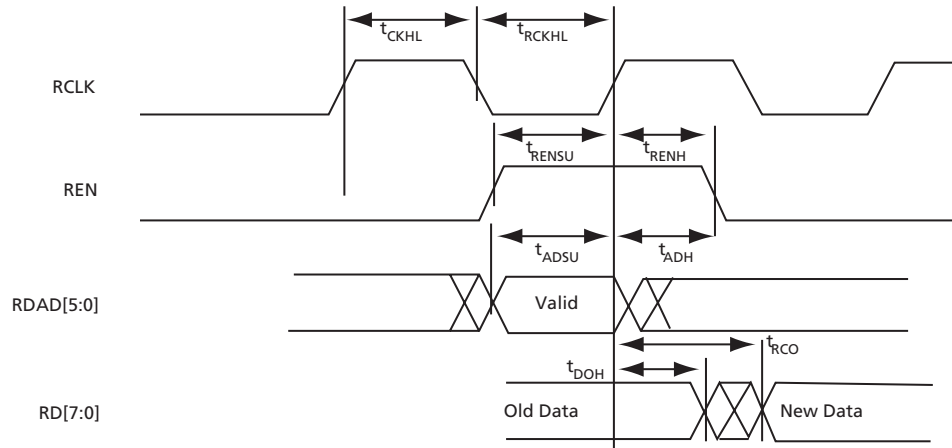 tCKHL tRCKHL
RCLK
tRENSU tRENH
REN
tADSU tADH
RDAD[5:0] Valid
tRCO
tDOH
RD[7:0] Old Data New Data